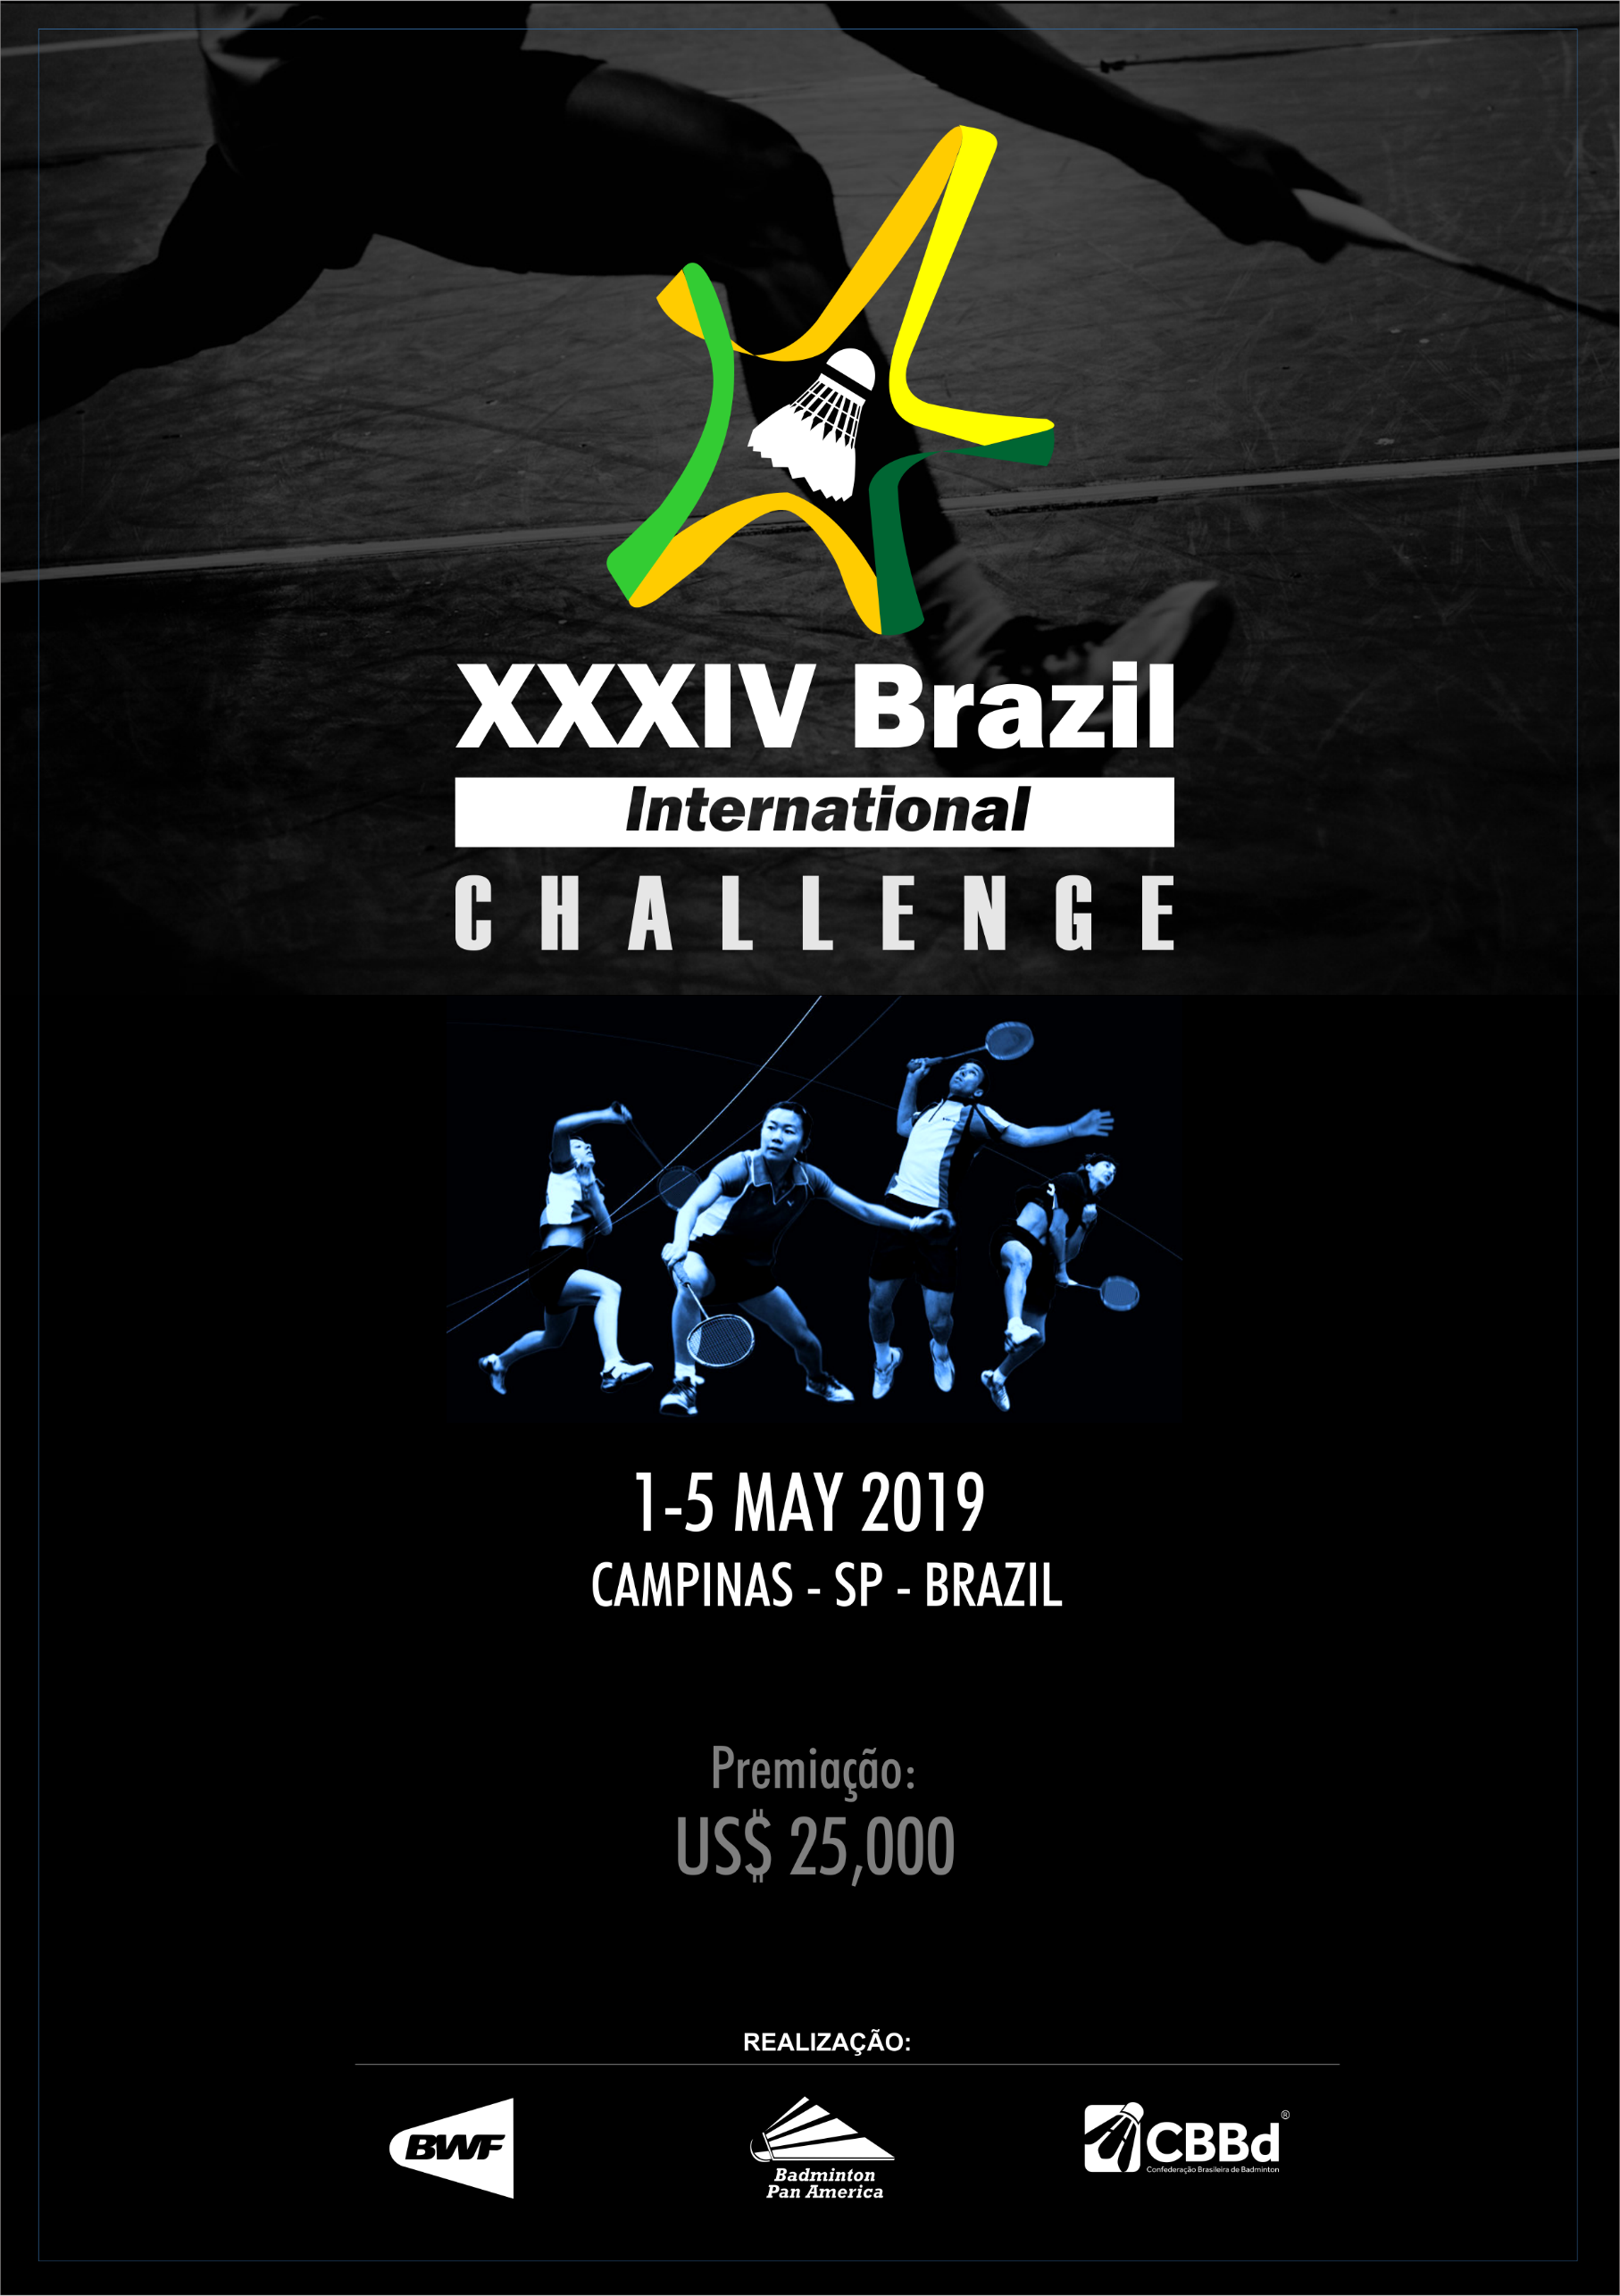 XXXIV Brazil
International
CHALLENGE
1-5 MAY 2019
CAMPINAS - SP - BRAZIL
Premiação:
US$ 25,000
REALIZAÇÃO:
BWF
Badminton
Pan America
CBBd®
Confederação Brasileira de Badminton